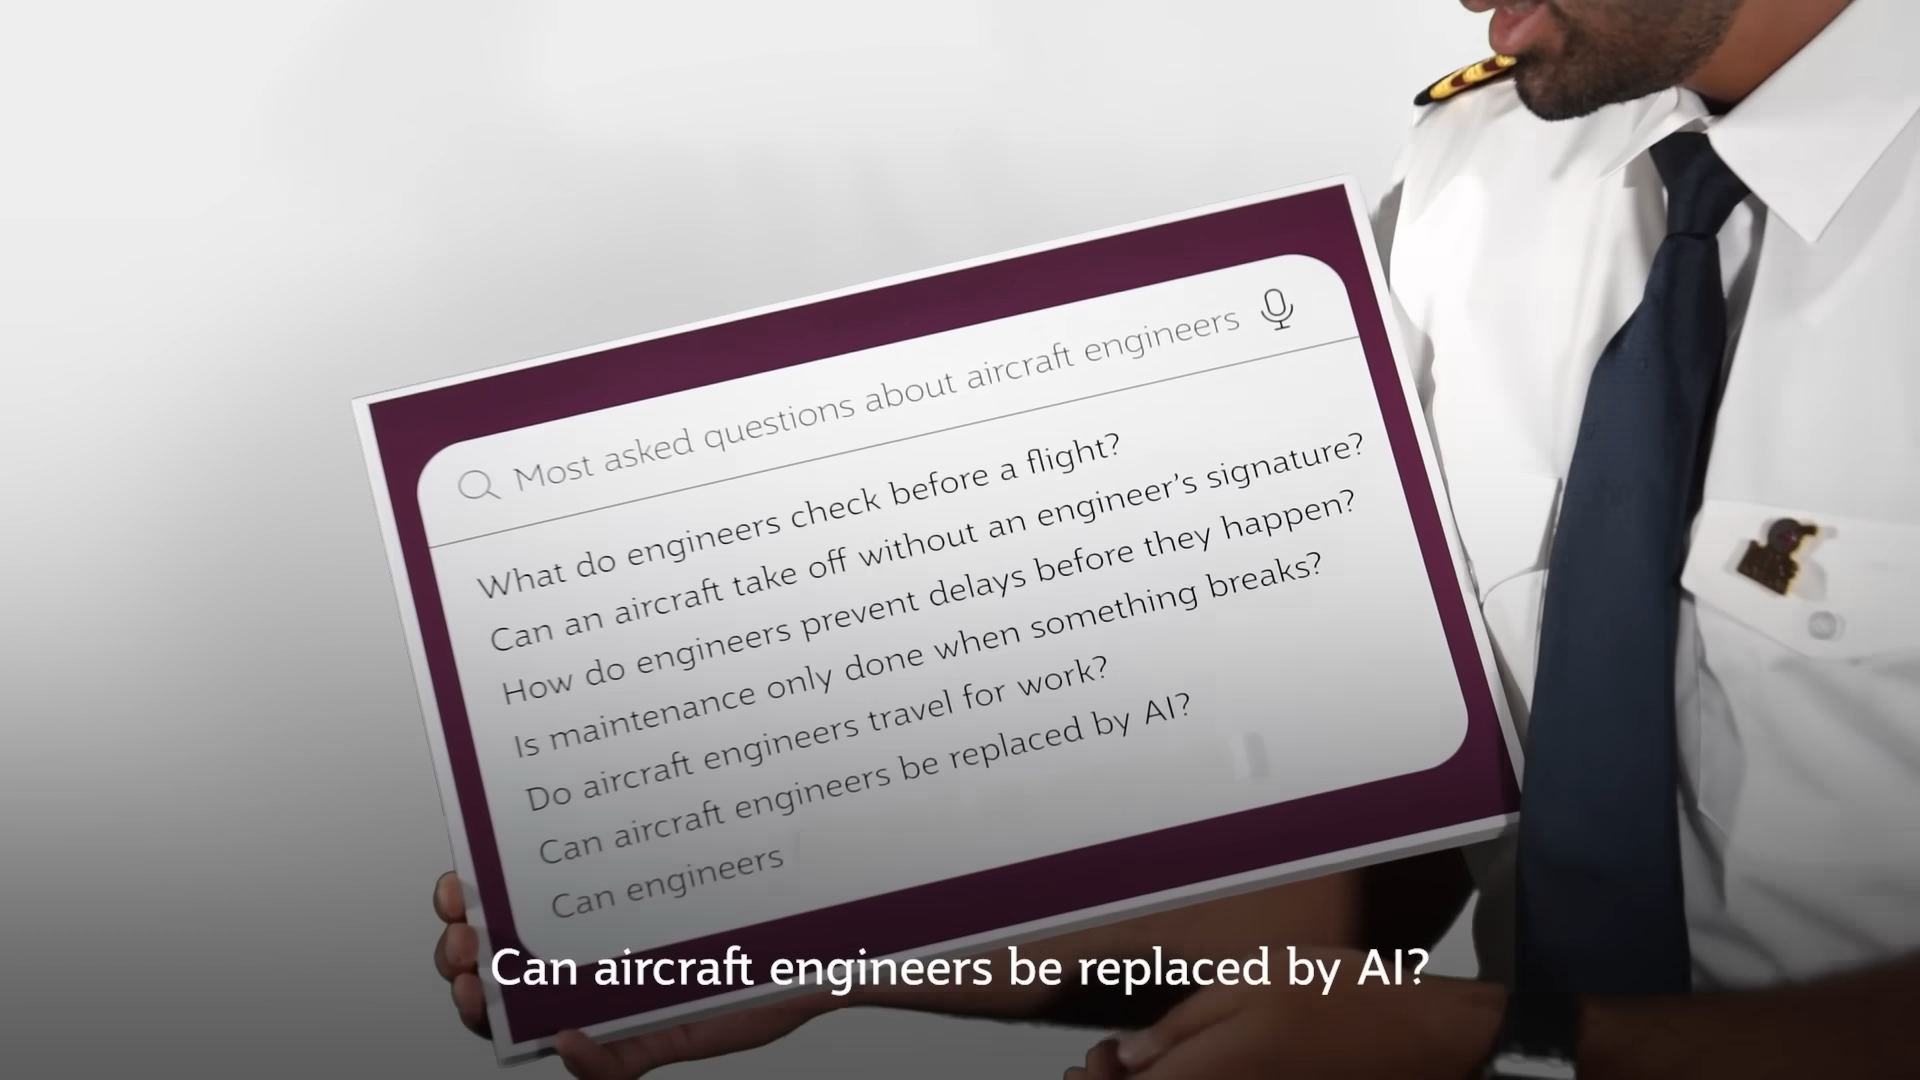 Most asked questions about aircraft engineers
What do engineers check before a flight?
Can an aircraft take off without an engineer's signature?
How do engineers prevent delays before they happen?
Is maintenance only done when something breaks?
Do aircraft engineers travel for work?
Can aircraft engineers be replaced by AI?
Can engineers
Can aircraft engineers be replaced by AI?